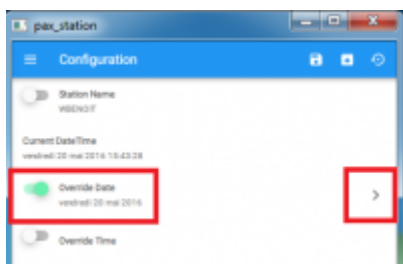 pax_station
Configuration
Station Name
WBENOIT
Current DateTime
vendredi 20 mai 2016 15:43:28
Override Date
vendredi 20 mai 2016
Override Time